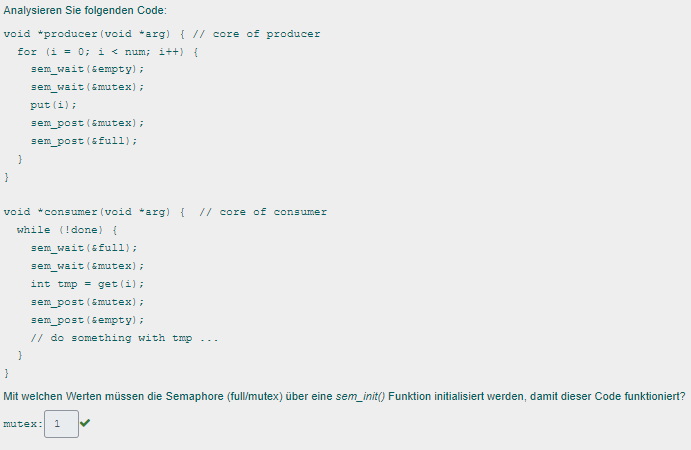 Analysieren Sie folgenden Code:
void *producer(void *arg) { // core of producer
for (i = 0; i < num; i++) {
sem_wait(&empty);
sem_wait(&mutex);
put(i);
sem_post(&mutex);
sem_post(&full);
}
}
void *consumer(void *arg) { // core of consumer
while (!done) {
sem_wait(&full);
sem_wait(&mutex);
int tmp = get(i);
sem_post(&mutex);
sem_post(&empty);
// do something with tmp ...
}
}
Mit welchen Werten müssen die Semaphore (full/mutex) über eine sem_init() Funktion initialisiert werden, damit dieser Code funktioniert?
mutex: 1